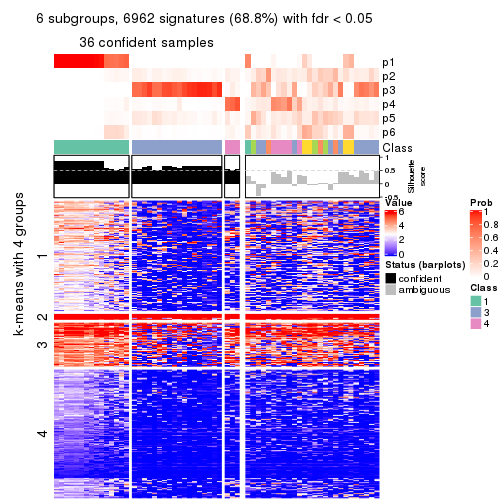 6 subgroups, 6962 signatures (68.8%) with fdr < 0.05
36 confident samples
p1
p2
p3
p4
p5
p6
Class
1
0.5
0
-0.5
Silhouette
score
k-means with 4 groups
1
2
3
4
Value
6
4
2
0
Status (barplots)
confident
ambiguous
Prob
1
0.8
0.6
0.4
0.2
0
Class
1
3
4